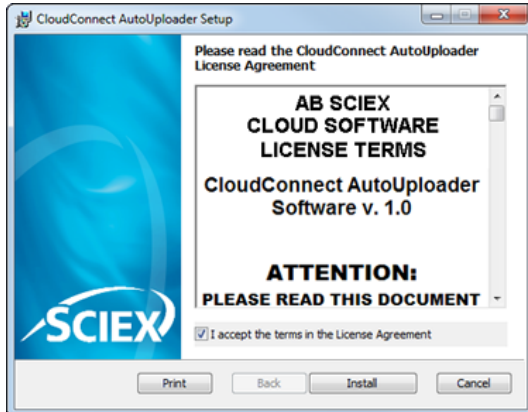 CloudConnect AutoUploader Setup
Please read the CloudConnect AutoUploader
License Agreement
AB SCIEX
CLOUD SOFTWARE
LICENSE TERMS
CloudConnect AutoUploader
Software v. 1.0
ATTENTION:
PLEASE READ THIS DOCUMENT
SCIEX
I accept the terms in the License Agreement
Print
Back
Install
Cancel